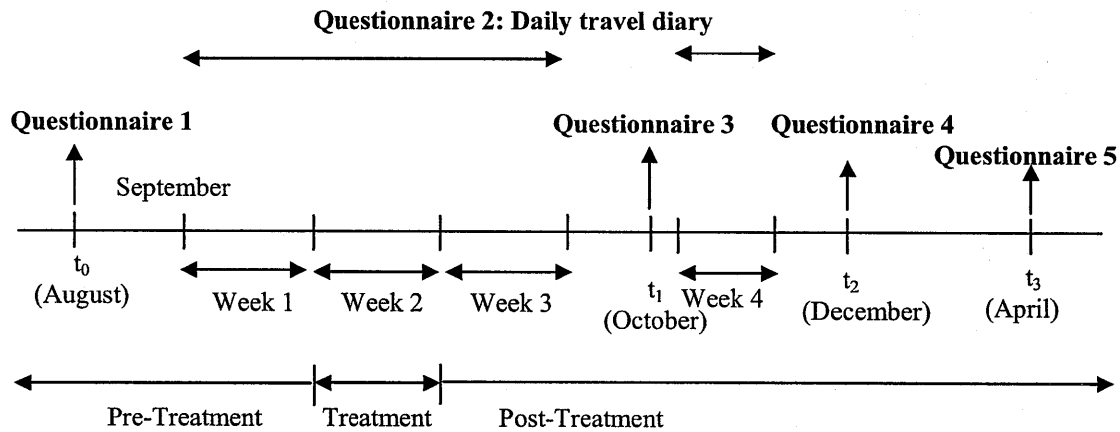 Questionnaire 2: Daily travel diary
Questionnaire 1
Questionnaire 3
Questionnaire 4
Questionnaire 5
September
t0
(August)
Week 1
Week 2
Week 3
t1
(October)
Week 4
t2
(December)
t3
(April)
Pre-Treatment
Treatment
Post-Treatment